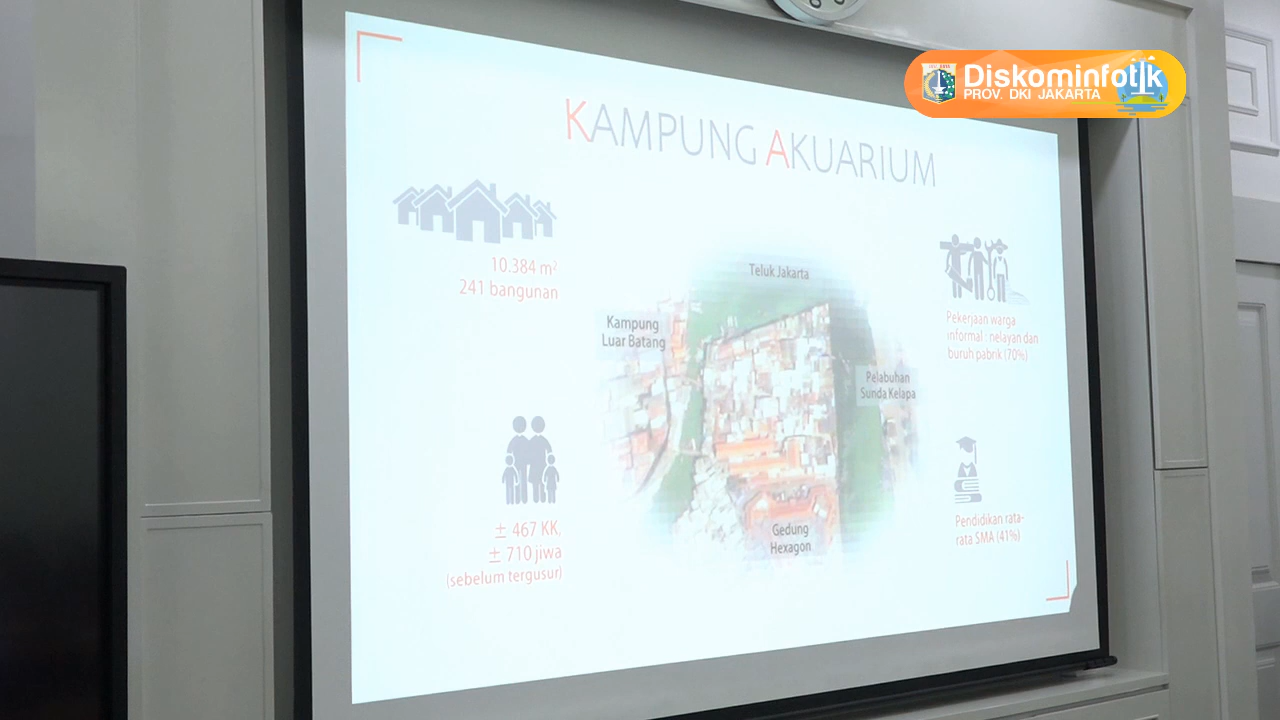 Diskominfotik
PROV. DKI JAKARTA
KAMPUNG AKUARIUM
10.384 m²
241 bangunan
Teluk Jakarta
Kampung
Luar Batang
Pelabuhan
Sunda Kelapa
Gedung
Hexagon
Pekerjaan warga
informal : nelayan dan
buruh pabrik (70%)
± 467 KK,
± 710 jiwa
(sebelum tergusur)
Pendidikan rata-
rata SMA (41%)